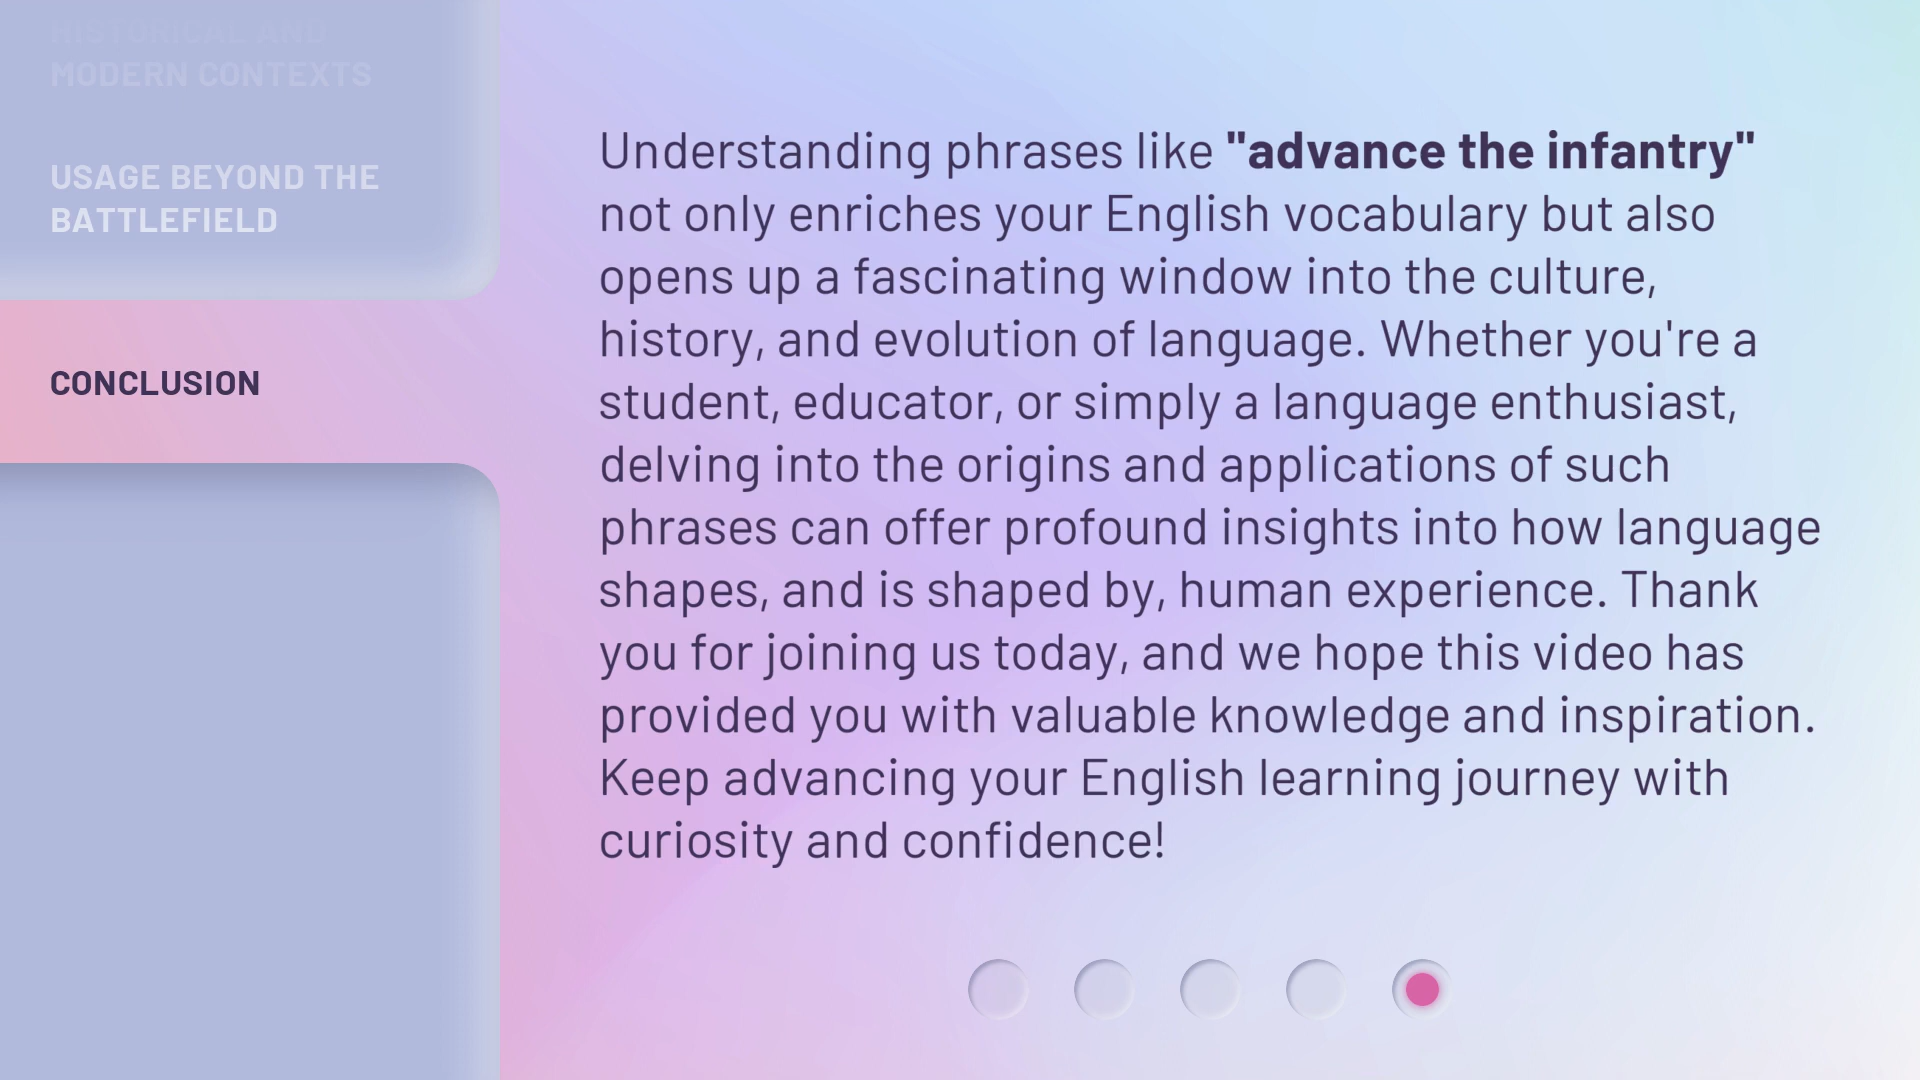 HISTORICAL AND
MODERN CONTEXTS
USAGE BEYOND THE
BATTLEFIELD
CONCLUSION
Understanding phrases like "advance the infantry"
not only enriches your English vocabulary but also
opens up a fascinating window into the culture,
history, and evolution of language. Whether you're a
student, educator, or simply a language enthusiast,
delving into the origins and applications of such
phrases can offer profound insights into how language
shapes, and is shaped by, human experience. Thank
you for joining us today, and we hope this video has
provided you with valuable knowledge and inspiration.
Keep advancing your English learning journey with
curiosity and confidence!